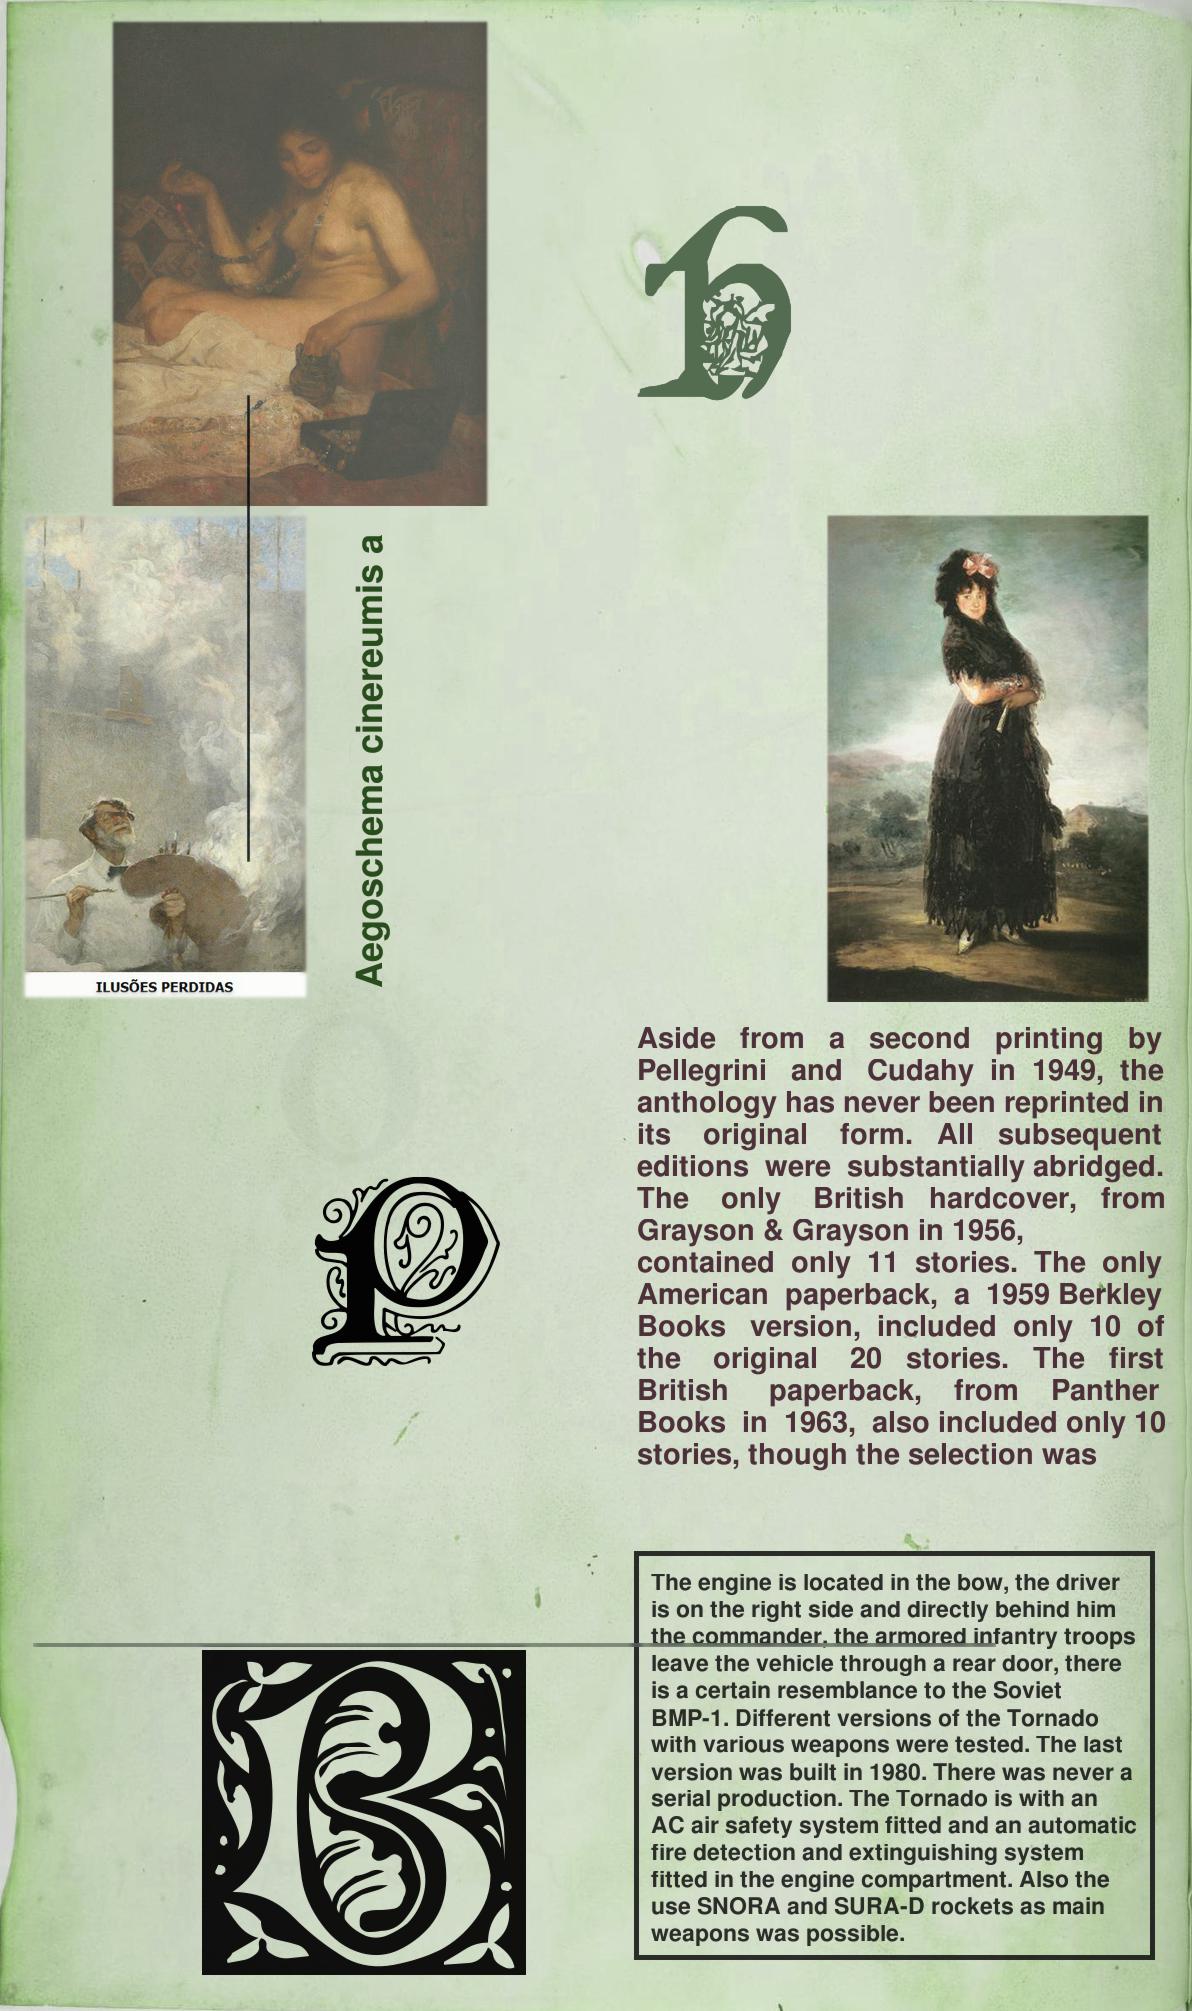 h
Aegoschema cinereumis a
ILUSÕES PERDIDAS
Aside from a second printing by
Pellegrini and Cudahy in 1949, the
anthology has never been reprinted in
its original form. All subsequent
editions were substantially abridged.
The only British hardcover, from
Grayson & Grayson in 1956,
contained only 11 stories. The only
American paperback, a 1959 Berkley
Books version, included only 10 of
the original 20 stories. The first
British paperback, from Panther
Books in 1963, also included only 10
stories, though the selection was
P
B
The engine is located in the bow, the driver
is on the right side and directly behind him
the commander, the armored infantry troops
leave the vehicle through a rear door, there
is a certain resemblance to the Soviet
BMP-1. Different versions of the Tornado
with various weapons were tested. The last
version was built in 1980. There was never a
serial production. The Tornado is with an
AC air safety system fitted and an automatic
fire detection and extinguishing system
fitted in the engine compartment. Also the
use SNORA and SURA-D rockets as main
weapons was possible.